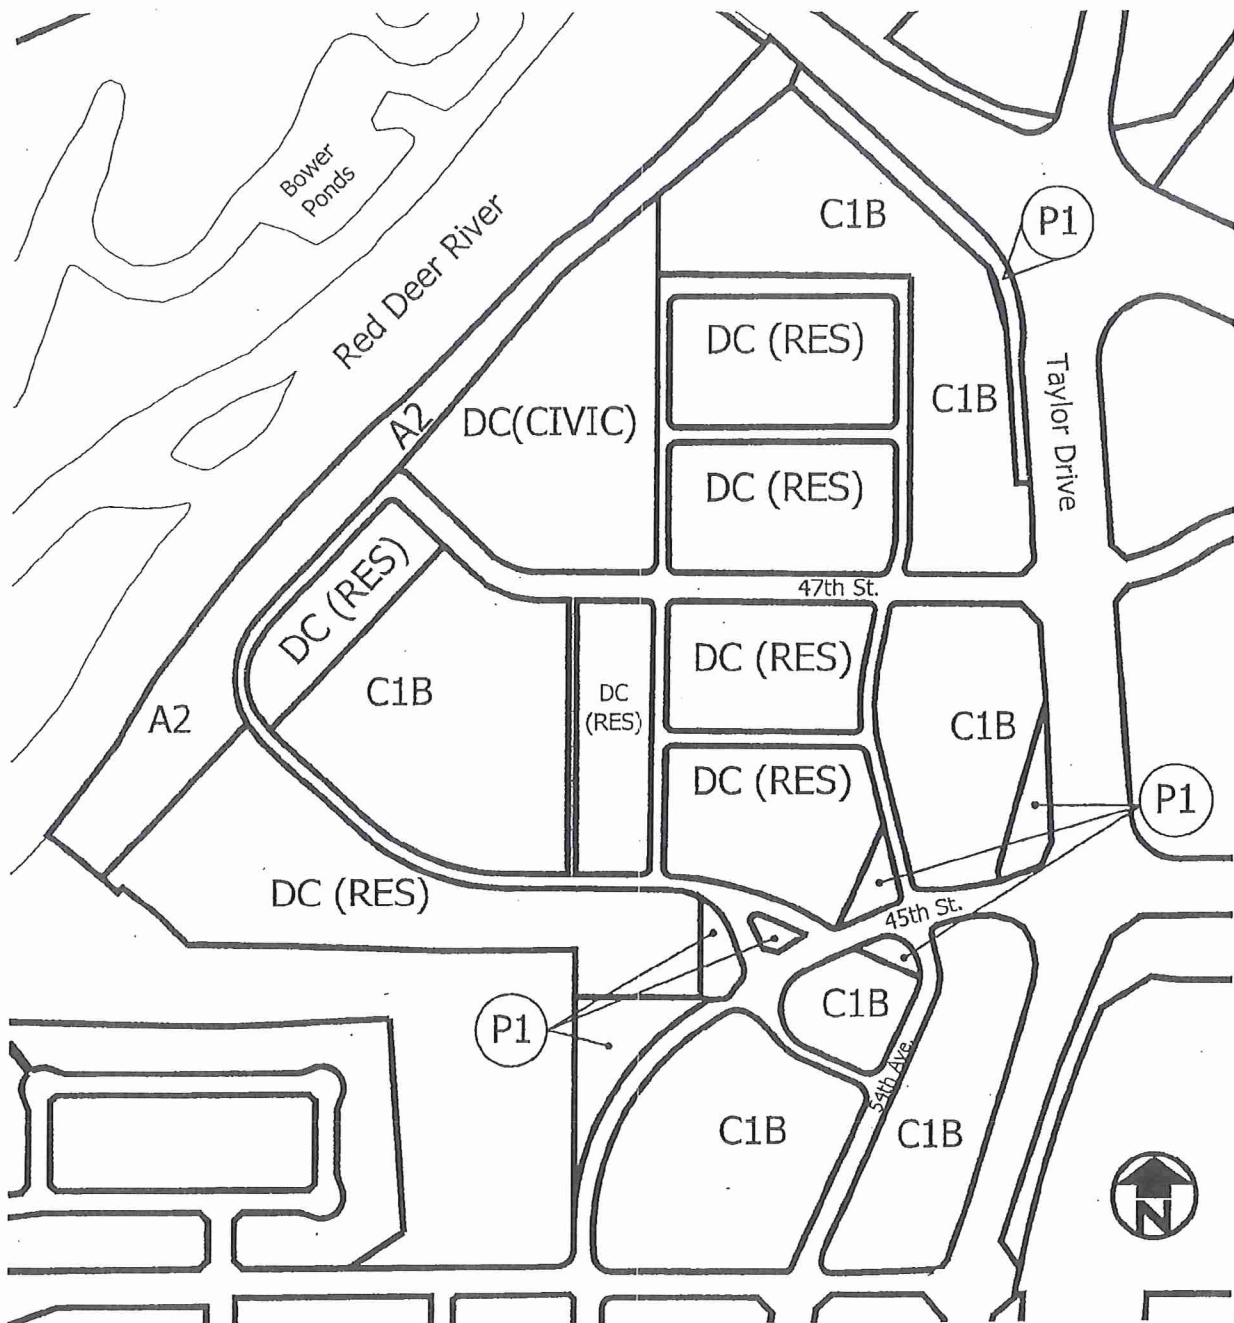 Bower
Ponds
Red Deer River
C1B
P1
DC (RES)
Taylor Drive
A2
DC(CIVIC)
C1B
DC (RES)
47th St.
DC (RES)
DC (RES)
C1B
DC
(RES)
A2
C1B
DC (RES)
P1
DC (RES)
45th St.
P1
C1B
54th Ave.
C1B
C1B
N